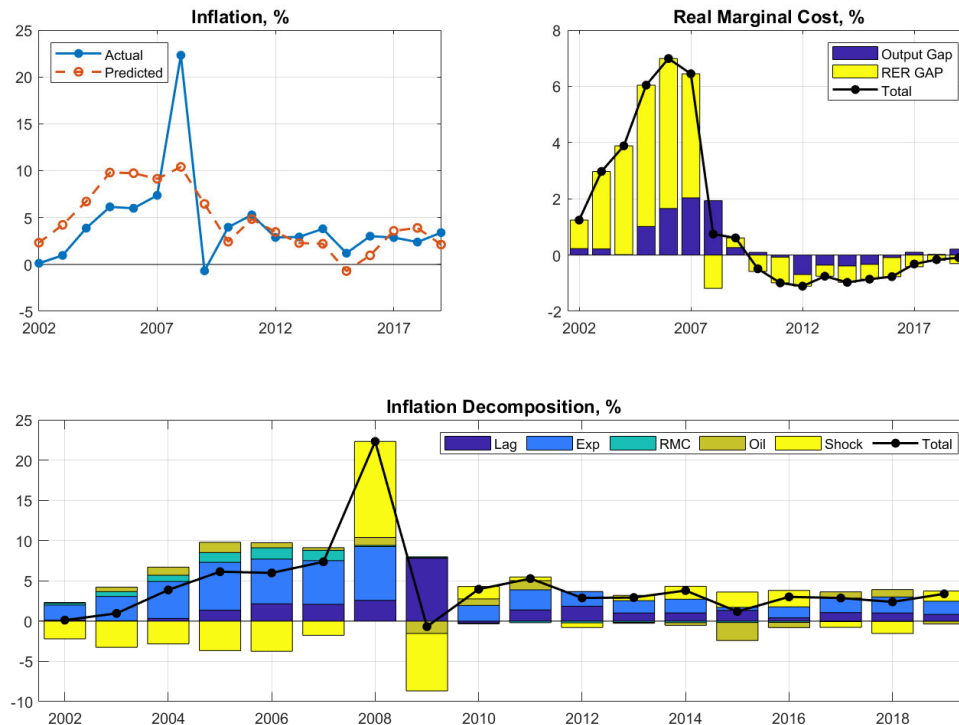 Inflation, %
25
20
15
10
5
0
-5
2002
2007
2012
2017
Actual
Predicted
Real Marginal Cost, %
8
6
4
2
0
-2
2002
2007
2012
2017
Output Gap
RER GAP
Total
Inflation Decomposition, %
25
20
15
10
5
0
-5
-10
2002
2004
2006
2008
2010
2012
2014
2016
2018
Lag
Exp
RMC
Oil
Shock
Total